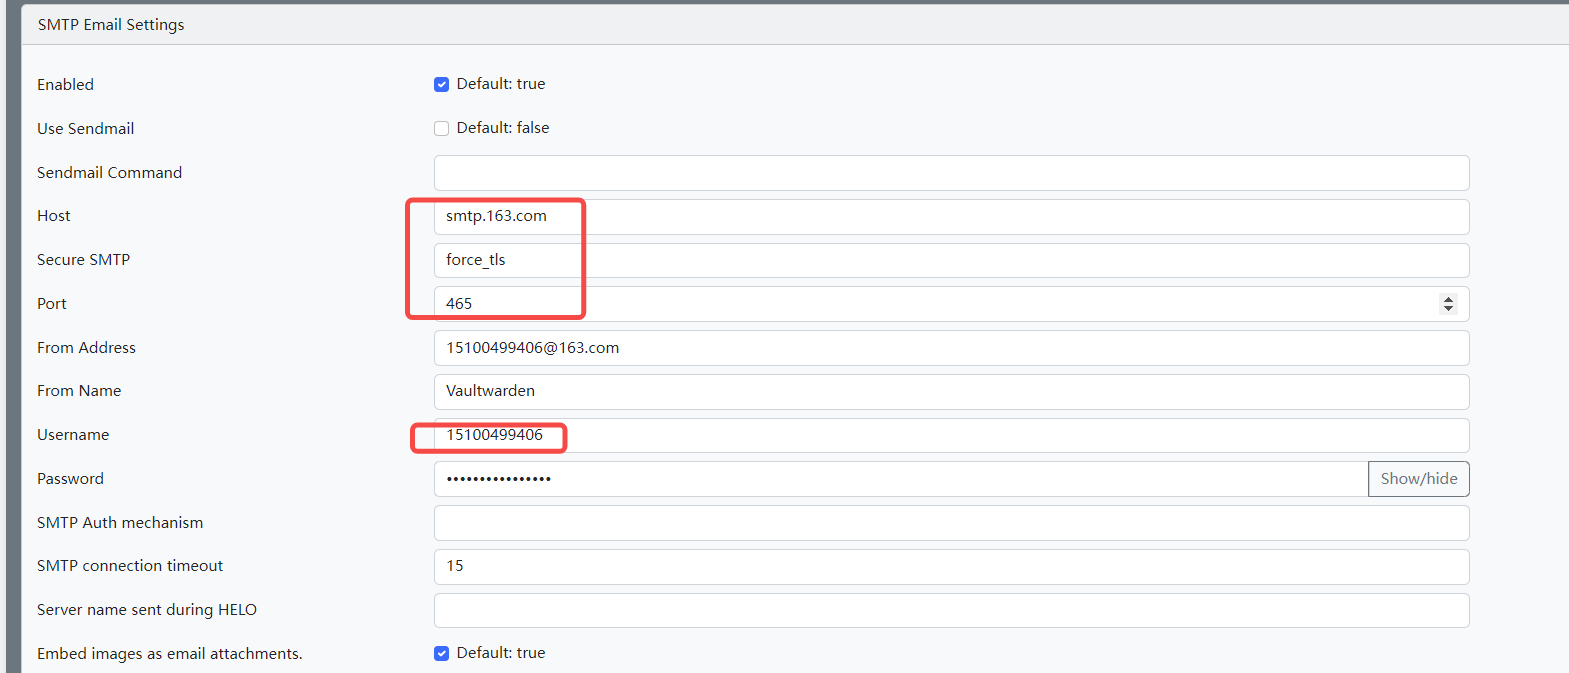 SMTP Email Settings
Enabled Default: true
Use Sendmail Default: false
Sendmail Command
Host smtp.163.com
Secure SMTP force_tls
Port 465
From Address 15100499406@163.com
From Name Vaultwarden
Username 15100499406
Password •••••••••••••••• Show/hide
SMTP Auth mechanism
SMTP connection timeout 15
Server name sent during HELO
Embed images as email attachments. Default: true